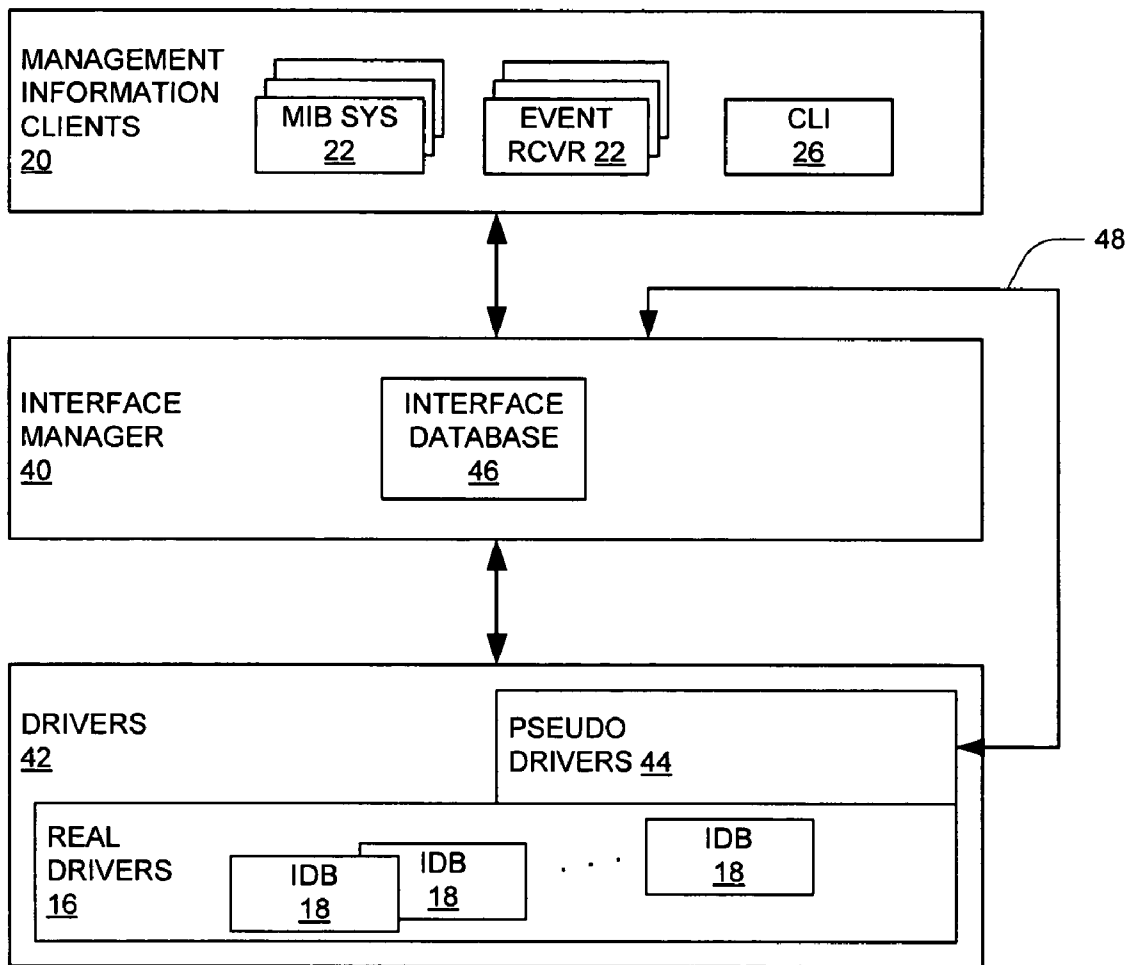 MANAGEMENT
INFORMATION
CLIENTS
20
MIB SYS
22
EVENT
RCVR 22
CLI
26
48
INTERFACE
MANAGER
40
INTERFACE
DATABASE
46
DRIVERS
42
PSEUDO
DRIVERS 44
REAL
DRIVERS
16
IDB
18
IDB
18
. . .
IDB
18